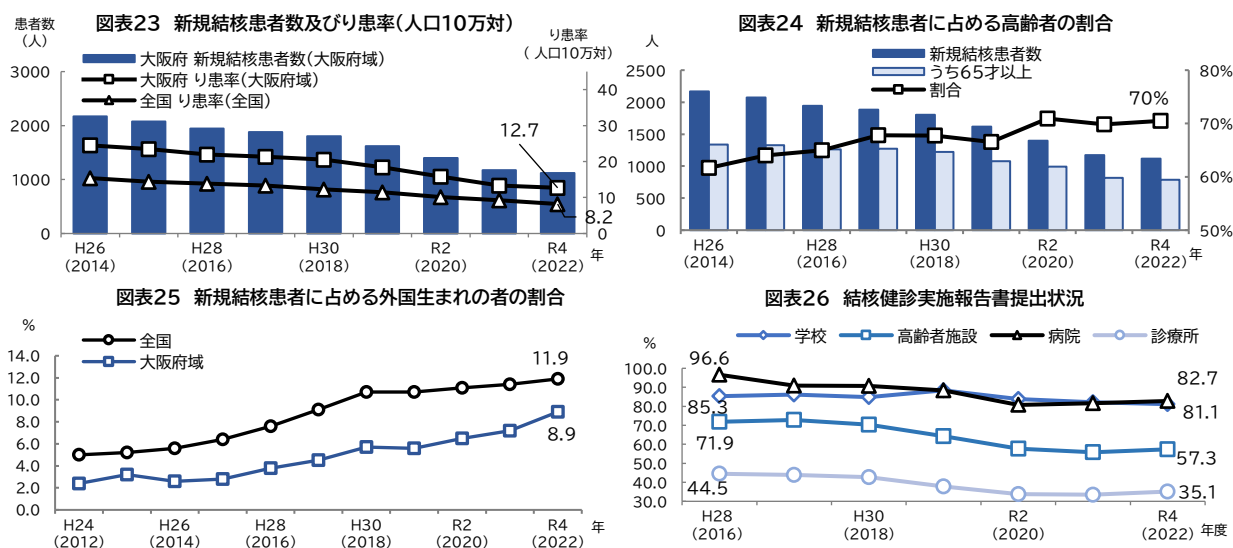 図表23 新規結核患者数及びり患率(人口10万対)
患者数
(人)
り患率
( 人口10万対)
大阪府 新規結核患者数(大阪府域)
大阪府 り患率(大阪府域)
全国 り患率(全国)
3000
2000
1000
0
40
30
20
10
0
12.7
8.2
H26
(2014)
H28
(2016)
H30
(2018)
R2
(2020)
R4
(2022)
年
図表24 新規結核患者に占める高齢者の割合
人
新規結核患者数
うち65才以上
割合
2500
2000
1500
1000
500
0
80%
70%
60%
50%
70%
H26
(2014)
H28
(2016)
H30
(2018)
R2
(2020)
R4
(2022)
年
図表25 新規結核患者に占める外国生まれの者の割合
%
全国
大阪府域
14.0
12.0
10.0
8.0
6.0
4.0
2.0
0.0
11.9
8.9
H24
(2012)
H26
(2014)
H28
(2016)
H30
(2018)
R2
(2020)
R4
(2022)
年
図表26 結核健診実施報告書提出状況
学校 高齢者施設 病院 診療所
%
100.0
90.0
80.0
70.0
60.0
50.0
40.0
30.0
96.6
85.3
71.9
44.5
82.7
81.1
57.3
35.1
H28
(2016)
H30
(2018)
R2
(2020)
R4
(2022)
年度